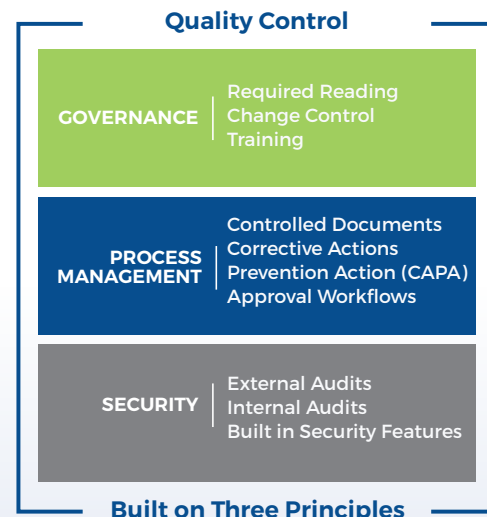 Quality Control
GOVERNANCE
Required Reading
Change Control
Training
PROCESS
MANAGEMENT
Controlled Documents
Corrective Actions
Prevention Action (CAPA)
Approval Workflows
SECURITY
External Audits
Internal Audits
Built in Security Features
Built on Three Principles